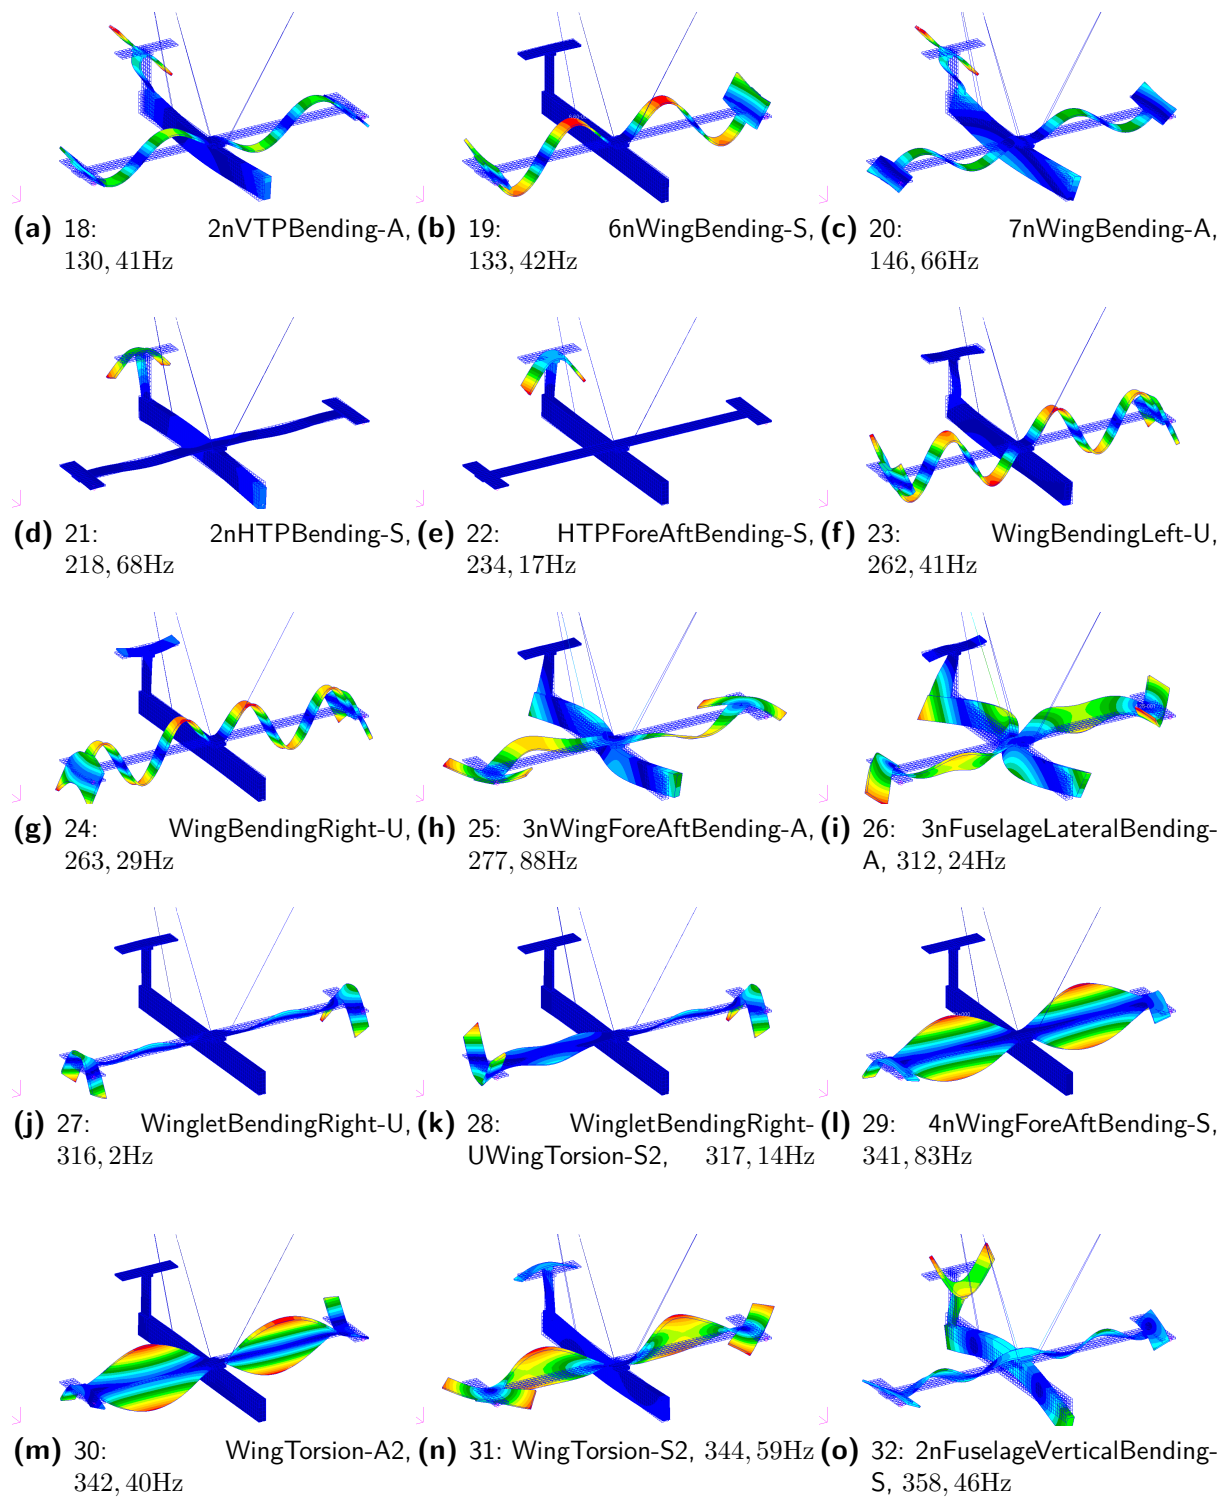 (a) 18: 2nVTPBending-A,
130, 41Hz
(b) 19: 6nWingBending-S,
133, 42Hz
(c) 20: 7nWingBending-A,
146, 66Hz
(d) 21: 2nHTPBending-S,
218, 68Hz
(e) 22: HTPForeAftBending-S,
234, 17Hz
(f) 23: WingBendingLeft-U,
262, 41Hz
(g) 24: WingBendingRight-U,
263, 29Hz
(h) 25: 3nWingForeAftBending-A,
277, 88Hz
(i) 26: 3nFuselageLateralBending-
A, 312, 24Hz
(j) 27: WingletBendingRight-U,
316, 2Hz
(k) 28: WingletBendingRight-
UWingTorsion-S2, 317, 14Hz
(l) 29: 4nWingForeAftBending-S,
341, 83Hz
(m) 30: WingTorsion-A2,
342, 40Hz
(n) 31: WingTorsion-S2, 344, 59Hz
(o) 32: 2nFuselageVerticalBending-
S, 358, 46Hz